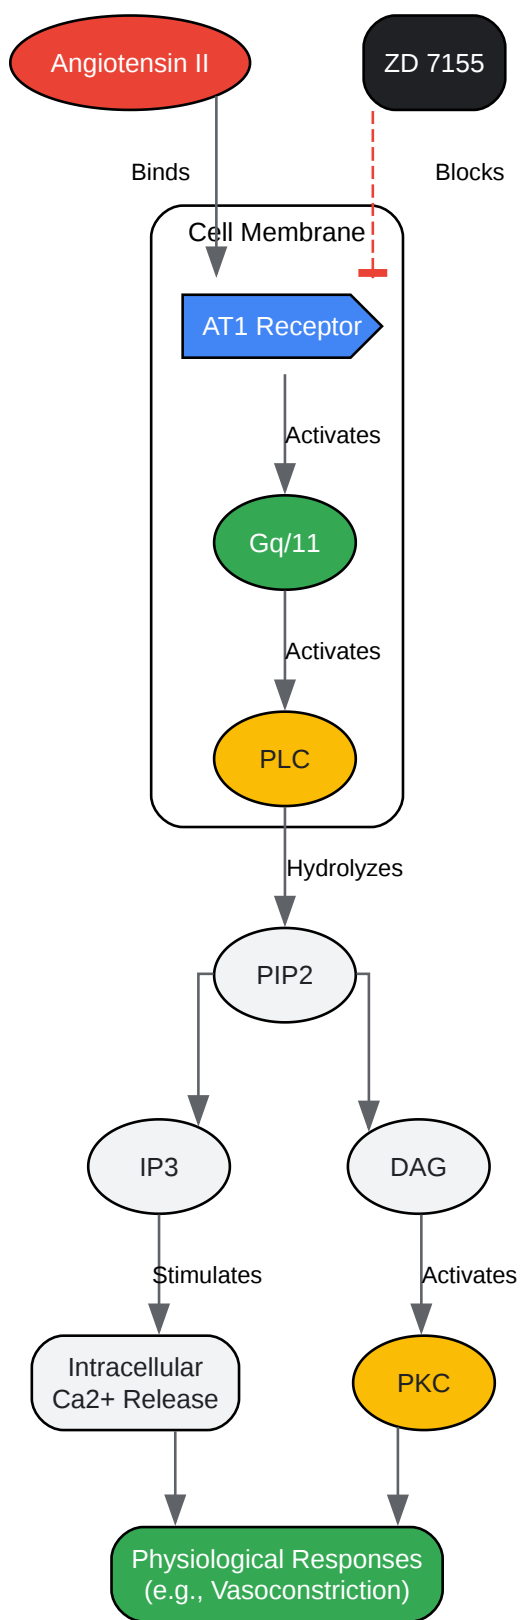 Angiotensin II
ZD 7155
Binds
Blocks
Cell Membrane
AT1 Receptor
Activates
Gq/11
Activates
PLC
Hydrolyzes
PIP2
IP3
DAG
Stimulates
Activates
Intracellular
Ca2+ Release
PKC
Physiological Responses
(e.g., Vasoconstriction)